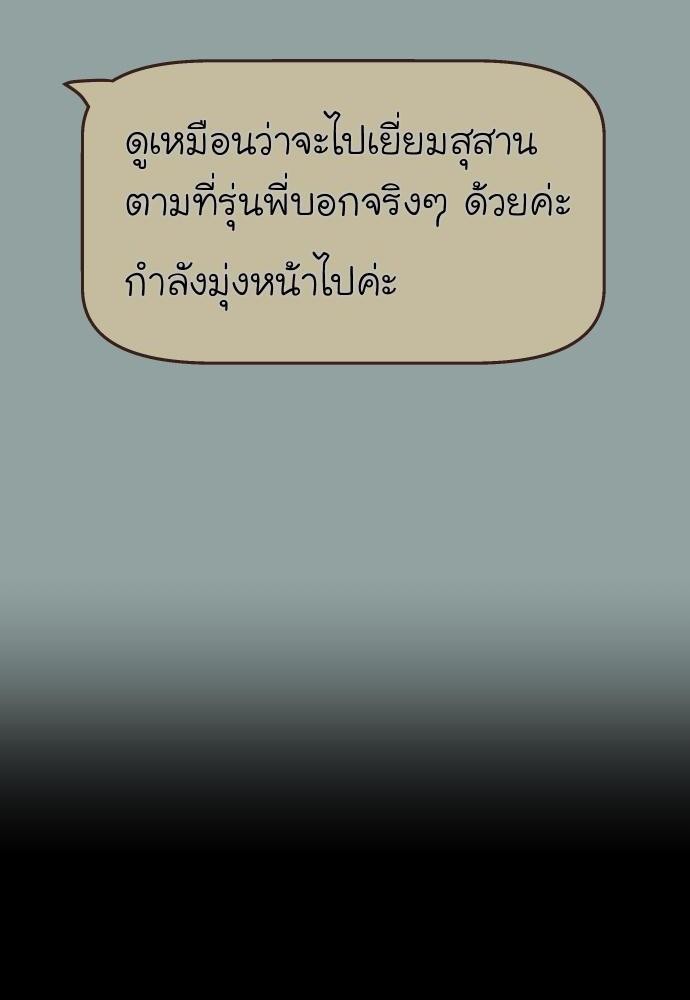 ดูเหมือนว่าจะไปเยี่ยมสุสาน
ตามที่รุ่นพี่บอกจริงๆ ด้วยค่ะ
กำลังมุ่งหน้าไปค่ะ